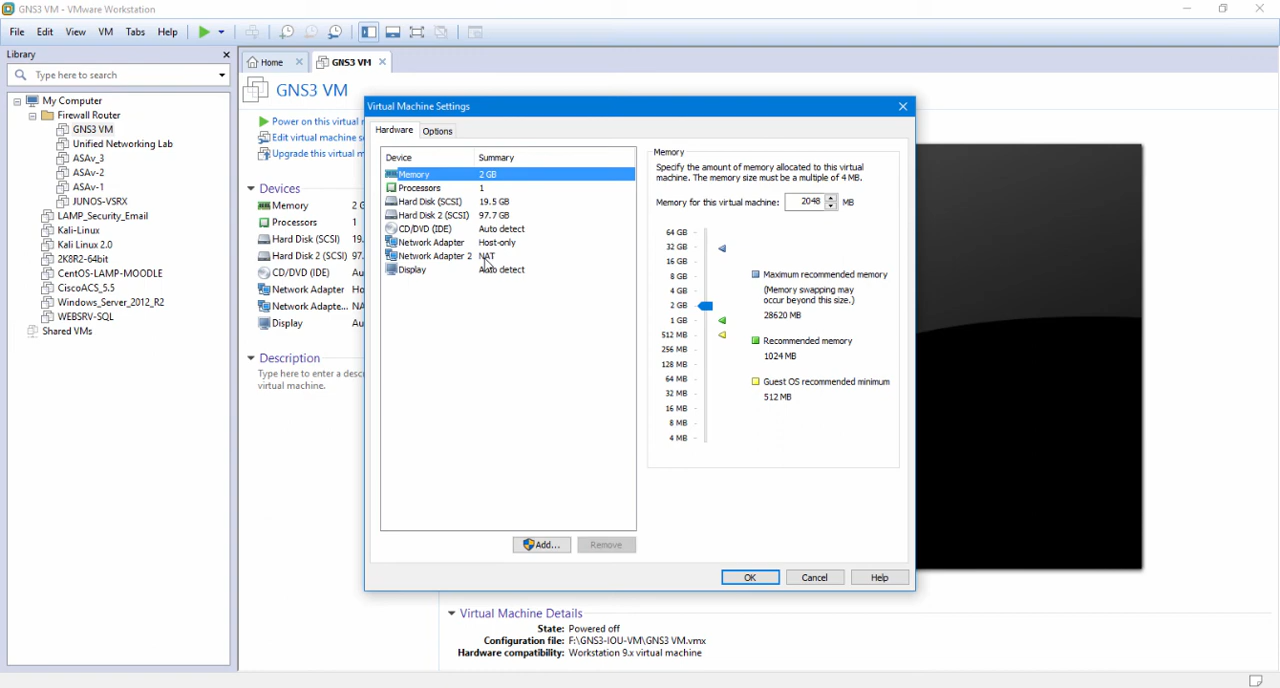 GNS3 VM - VMware Workstation
File Edit View VM Tabs Help
Library
Type here to search
My Computer
Firewall Router
GNS3 VM
Unified Networking Lab
ASAv_3
ASAv-2
ASAv-1
JUNOS-VSRX
LAMP_Security_Email
Kali-Linux
Kali Linux 2.0
2K8R2-64bit
CentOS-LAMP-MOODLE
CiscoACS_5.5
Windows_Server_2012_R2
WEBSRV-SQL
Shared VMs
Home
GNS3 VM
GNS3 VM
Power on this virtual
Edit virtual machine se
Upgrade this virtual m
Devices
Memory 2 G
Processors 1
Hard Disk (SCSI) 19.
Hard Disk 2 (SCSI) 97.
CD/DVD (IDE) Au
Network Adapter Ho
Network Adapte... NA
Display Au
Description
Type here to enter a desc
virtual machine.
Virtual Machine Settings
Hardware Options
Device Summary
Memory 2 GB
Processors 1
Hard Disk (SCSI) 19.5 GB
Hard Disk 2 (SCSI) 97.7 GB
CD/DVD (IDE) Auto detect
Network Adapter Host-only
Network Adapter 2 NAT
Display Auto detect
Add... Remove
Memory
Specify the amount of memory allocated to this virtual
machine. The memory size must be a multiple of 4 MB.
Memory for this virtual machine: 2048 MB
64 GB
32 GB
16 GB
8 GB
4 GB
2 GB
1 GB
512 MB
256 MB
128 MB
64 MB
32 MB
16 MB
8 MB
4 MB
Maximum recommended memory
(Memory swapping may
occur beyond this size.)
28620 MB
Recommended memory
1024 MB
Guest OS recommended minimum
512 MB
OK Cancel Help
Virtual Machine Details
State: Powered off
Configuration file: F:\GNS3-IOU-VM\GNS3 VM.vmx
Hardware compatibility: Workstation 9.x virtual machine